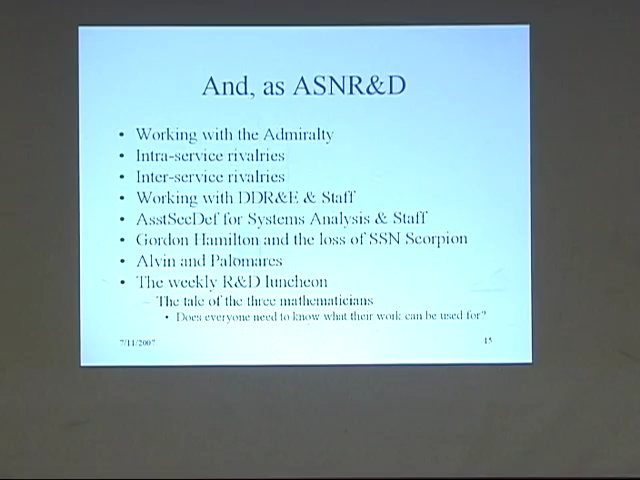 And, as ASNR&D
• Working with the Admiralty
• Intra-service rivalries
• Inter-service rivalries
• Working with DDR&E & Staff
• AsstSecDef for Systems Analysis & Staff
• Gordon Hamilton and the loss of SSN Scorpion
• Alvin and Palomares
• The weekly R&D luncheon
– The tale of the three mathematicians
• Does everyone need to know what their work can be used for?
7/11/2007
15